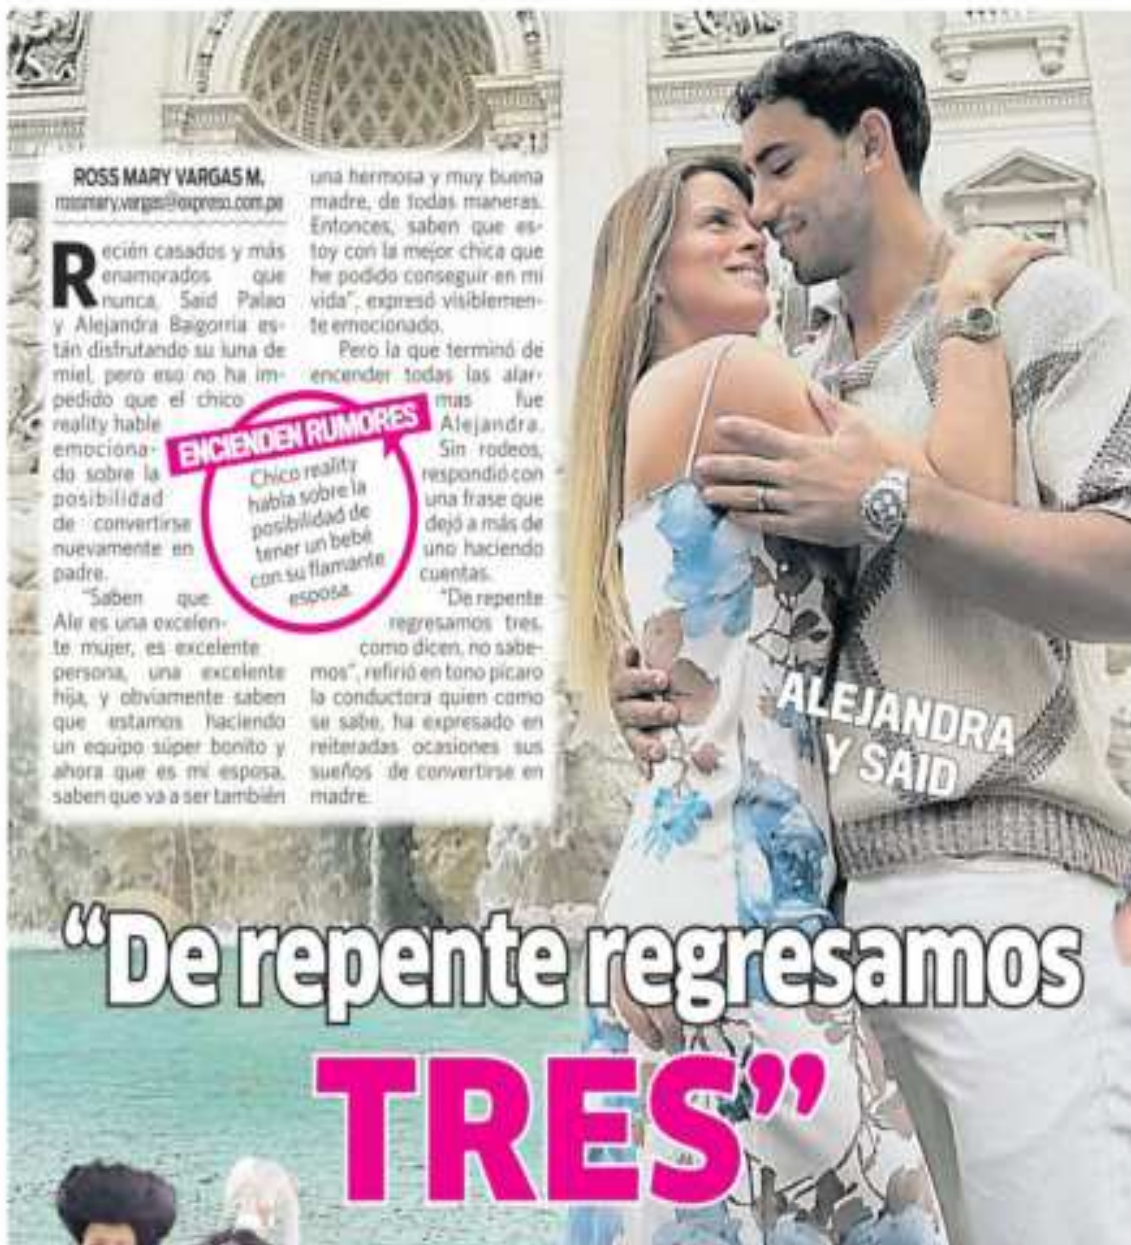 ROSS MARY VARGAS M.
rossmary.vargas@expreso.com.pe
Recién casados y más
enamorados que
nunca, Said Palao
y Alejandra Baigorria es-
tán disfrutando su luna de
miel, pero eso no ha im-
pedido que el chico
reality hable
emociona-
do sobre la
posibilidad
de convertirse
nuevamente en
padre.
"Saben que
Ale es una excelen-
te mujer, es excelente
persona, una excelente
hija, y obviamente saben
que estamos haciendo
un equipo súper bonito y
ahora que es mi esposa,
saben que va a ser también
una hermosa y muy buena
madre, de todas maneras.
Entonces, saben que es-
toy con la mejor chica que
he podido conseguir en mi
vida", expresó visiblemen-
te emocionado.
Pero la que terminó de
encender todas las alar-
mas fue
Alejandra.
Sin rodeos,
respondió con
una frase que
dejó a más de
uno haciendo
cuentas.
"De repente
regresamos tres,
como dicen, no sabe-
mos", refirió en tono pícaro
la conductora quien como
se sabe, ha expresado en
reiteradas ocasiones sus
sueños de convertirse en
madre.
ENCIENDEN RUMORES
Chico reality
habla sobre la
posibilidad de
tener un bebé
con su flamante
esposa.
ALEJANDRA
Y SAID
"De repente regresamos
TRES"